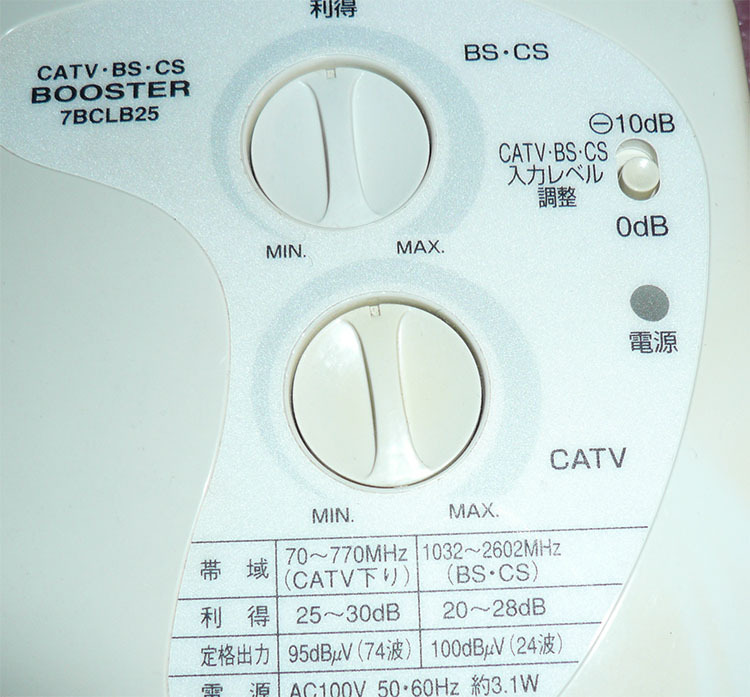 利得
CATV･BS･CS
BOOSTER
7BCLB25
BS･CS
⊖10dB
CATV･BS･CS
入力レベル
調整
0dB
MIN. MAX.
電源
CATV
MIN. MAX.
帯域 70～770MHz (CATV下り) 1032～2602MHz (BS･CS)
利得 25～30dB 20～28dB
定格出力 95dBμV(74波) 100dBμV(24波)
電源 AC100V 50･60Hz 約3.1W